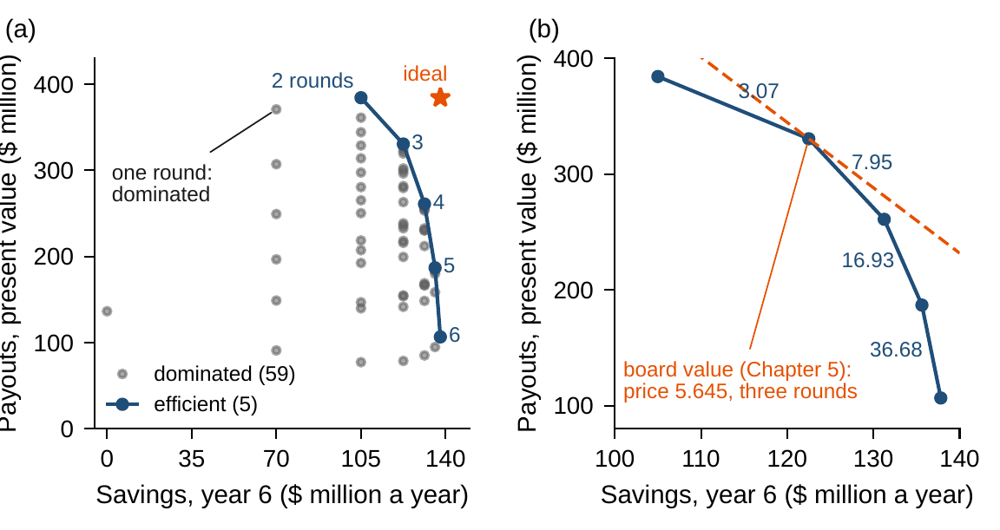 (a)
Payouts, present value ($ million)
400
300
200
100
0
0 35 70 105 140
Savings, year 6 ($ million a year)
2 rounds
ideal
3
4
5
6
one round:
dominated
dominated (59)
efficient (5)
(b)
Payouts, present value ($ million)
400
300
200
100
100 110 120 130 140
Savings, year 6 ($ million a year)
3.07
7.95
16.93
36.68
board value (Chapter 5):
price 5.645, three rounds